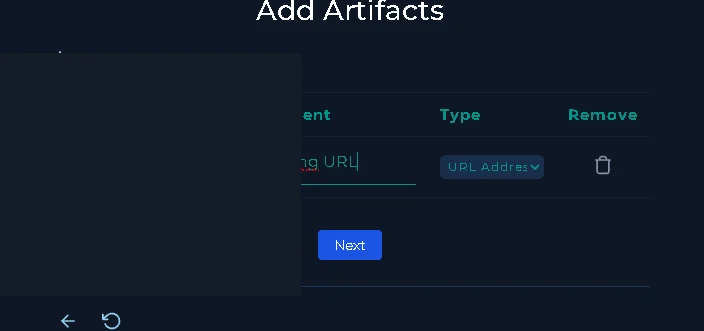 Add Artifacts
ent Type Remove
ng URL URL Addres
Next